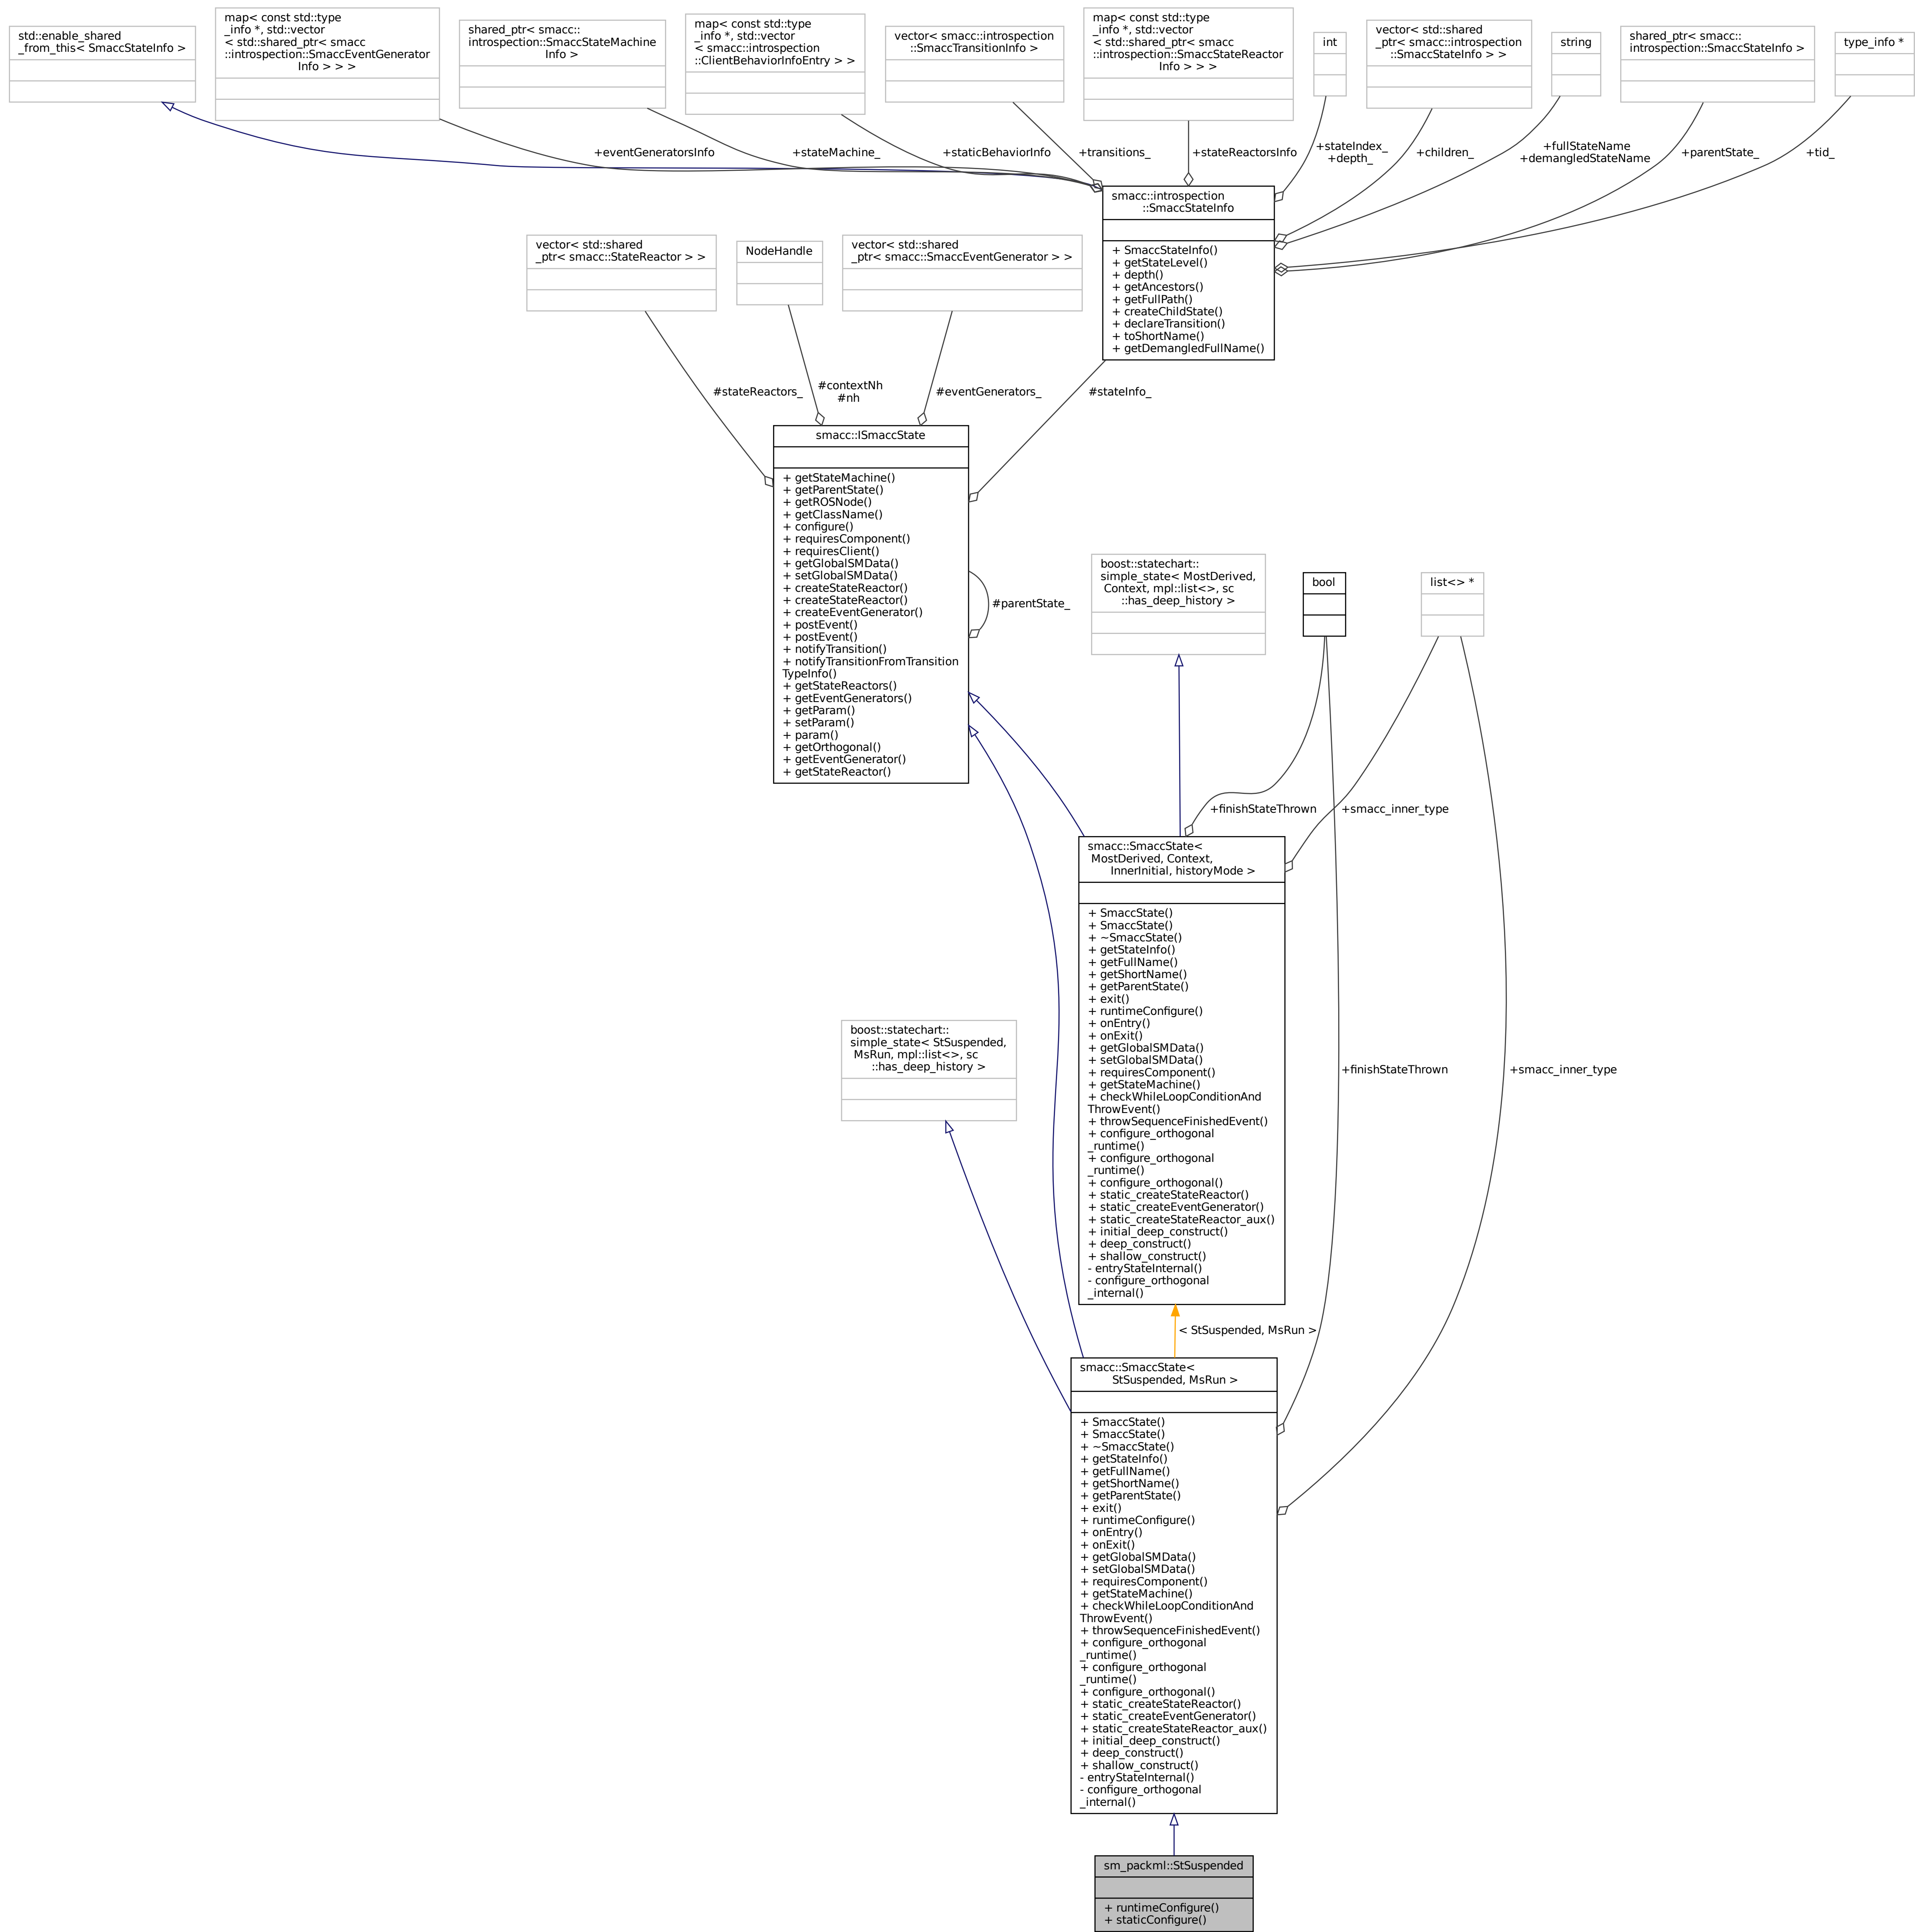 std::enable_shared
_from_this< SmaccStateInfo >
map< const std::type
_info *, std::vector
< std::shared_ptr< smacc
::introspection::SmaccEventGenerator
Info > > >
shared_ptr< smacc::
introspection::SmaccStateMachine
Info >
map< const std::type
_info *, std::vector
< smacc::introspection
::ClientBehaviorInfoEntry > >
vector< smacc::introspection
::SmaccTransitionInfo >
map< const std::type
_info *, std::vector
< std::shared_ptr< smacc
::introspection::SmaccStateReactor
Info > > >
int
vector< std::shared
_ptr< smacc::introspection
::SmaccStateInfo > >
string
shared_ptr< smacc::
introspection::SmaccStateInfo >
type_info *
+eventGeneratorsInfo
+stateMachine_
+staticBehaviorInfo
+transitions_
+stateReactorsInfo
+stateIndex_
+depth_
+children_
+fullStateName
+demangledStateName
+parentState_
+tid_
smacc::introspection
::SmaccStateInfo
+ SmaccStateInfo()
+ getStateLevel()
+ depth()
+ getAncestors()
+ getFullPath()
+ createChildState()
+ declareTransition()
+ toShortName()
+ getDemangledFullName()
vector< std::shared
_ptr< smacc::StateReactor > >
NodeHandle
vector< std::shared
_ptr< smacc::SmaccEventGenerator > >
#stateReactors_
#contextNh
#nh
#eventGenerators_
#stateInfo_
smacc::ISmaccState
+ getStateMachine()
+ getParentState()
+ getROSNode()
+ getClassName()
+ configure()
+ requiresComponent()
+ requiresClient()
+ getGlobalSMData()
+ setGlobalSMData()
+ createStateReactor()
+ createStateReactor()
+ createEventGenerator()
+ postEvent()
+ postEvent()
+ notifyTransition()
+ notifyTransitionFromTransition
TypeInfo()
+ getStateReactors()
+ getEventGenerators()
+ getParam()
+ setParam()
+ param()
+ getOrthogonal()
+ getEventGenerator()
+ getStateReactor()
#parentState_
boost::statechart::
simple_state< MostDerived,
Context, mpl::list<>, sc
::has_deep_history >
bool
list<> *
+finishStateThrown
+smacc_inner_type
smacc::SmaccState<
MostDerived, Context,
InnerInitial, historyMode >
+ SmaccState()
+ SmaccState()
+ ~SmaccState()
+ getStateInfo()
+ getFullName()
+ getShortName()
+ getParentState()
+ exit()
+ runtimeConfigure()
+ onEntry()
+ onExit()
+ getGlobalSMData()
+ setGlobalSMData()
+ requiresComponent()
+ getStateMachine()
+ checkWhileLoopConditionAnd
ThrowEvent()
+ throwSequenceFinishedEvent()
+ configure_orthogonal
_runtime()
+ configure_orthogonal
_runtime()
+ configure_orthogonal()
+ static_createStateReactor()
+ static_createEventGenerator()
+ static_createStateReactor_aux()
+ initial_deep_construct()
+ deep_construct()
+ shallow_construct()
- entryStateInternal()
- configure_orthogonal
_internal()
boost::statechart::
simple_state< StSuspended,
MsRun, mpl::list<>, sc
::has_deep_history >
+finishStateThrown
+smacc_inner_type
< StSuspended, MsRun >
smacc::SmaccState<
StSuspended, MsRun >
+ SmaccState()
+ SmaccState()
+ ~SmaccState()
+ getStateInfo()
+ getFullName()
+ getShortName()
+ getParentState()
+ exit()
+ runtimeConfigure()
+ onEntry()
+ onExit()
+ getGlobalSMData()
+ setGlobalSMData()
+ requiresComponent()
+ getStateMachine()
+ checkWhileLoopConditionAnd
ThrowEvent()
+ throwSequenceFinishedEvent()
+ configure_orthogonal
_runtime()
+ configure_orthogonal
_runtime()
+ configure_orthogonal()
+ static_createStateReactor()
+ static_createEventGenerator()
+ static_createStateReactor_aux()
+ initial_deep_construct()
+ deep_construct()
+ shallow_construct()
- entryStateInternal()
- configure_orthogonal
_internal()
sm_packml::StSuspended
+ runtimeConfigure()
+ staticConfigure()